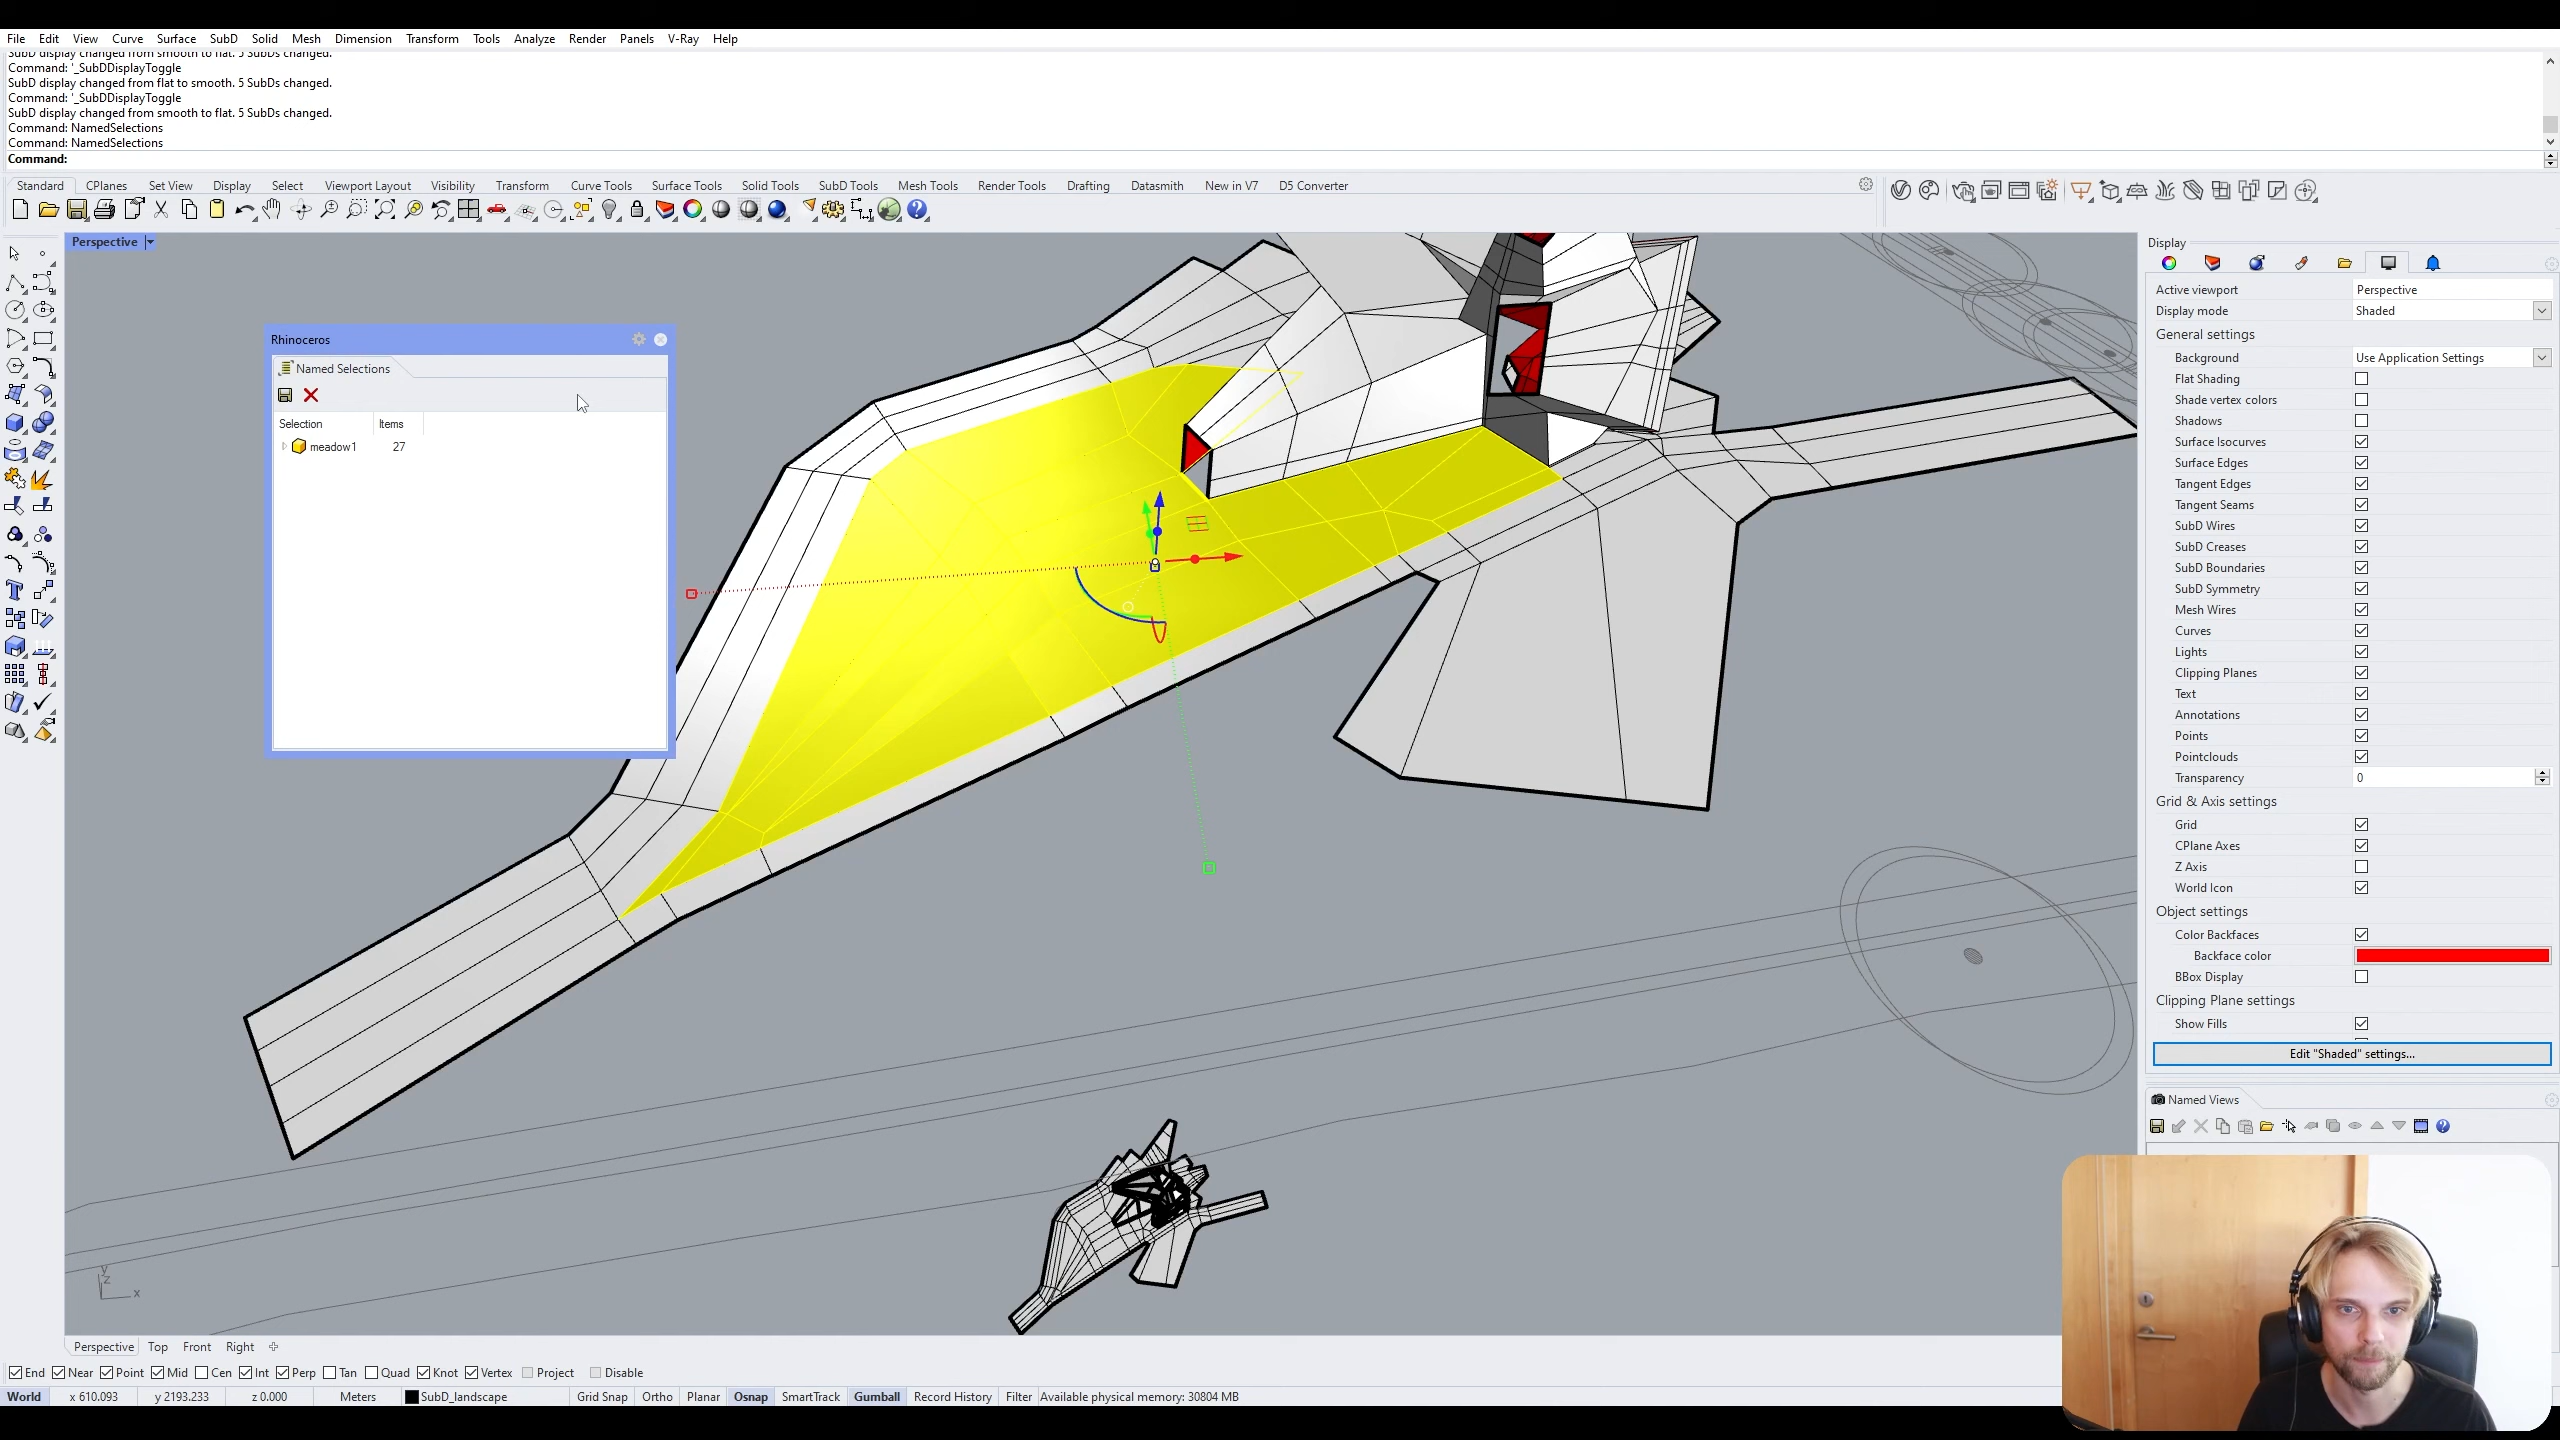 File Edit View Curve Surface SubD Solid Mesh Dimension Transform Tools Analyze Render Panels V-Ray Help
SubD display changed from smooth to flat. 5 SubDs changed.
Command: '_SubDDisplayToggle
SubD display changed from flat to smooth. 5 SubDs changed.
Command: '_SubDDisplayToggle
SubD display changed from smooth to flat. 5 SubDs changed.
Command: NamedSelections
Command: NamedSelections
Command:
Standard CPlanes Set View Display Select Viewport Layout Visibility Transform Curve Tools Surface Tools Solid Tools SubD Tools Mesh Tools Render Tools Drafting Datasmith New in V7 D5 Converter
Perspective
Rhinoceros
Named Selections
Selection Items
meadow1 27
Display
Active viewport Perspective
Display mode Shaded
General settings
Background Use Application Settings
Flat Shading
Shade vertex colors
Shadows
Surface Isocurves
Surface Edges
Tangent Edges
Tangent Seams
SubD Wires
SubD Creases
SubD Boundaries
SubD Symmetry
Mesh Wires
Curves
Lights
Clipping Planes
Text
Annotations
Points
Pointclouds
Transparency 0
Grid & Axis settings
Grid
CPlane Axes
Z Axis
World Icon
Object settings
Color Backfaces
Backface color
BBox Display
Clipping Plane settings
Show Fills
Edit "Shaded" settings...
Named Views
y
z
x
Perspective Top Front Right
End Near Point Mid Cen Int Perp Tan Quad Knot Vertex Project Disable
World x 610.093 y 2193.233 z 0.000 Meters SubD_landscape Grid Snap Ortho Planar Osnap SmartTrack Gumball Record History Filter Available physical memory: 30804 MB